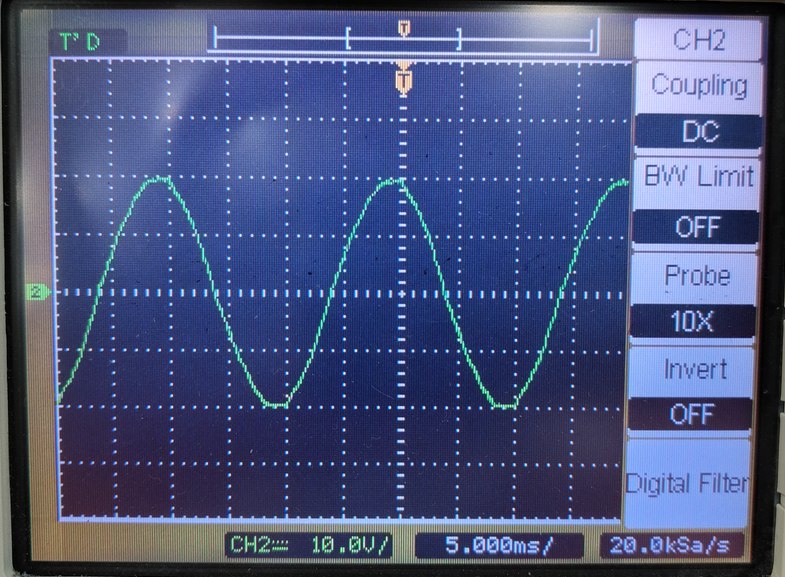 T
T'D
CH2
T
Coupling
DC
BW Limit
OFF
Probe
2
10X
Invert
OFF
Digital Filter
CH2 10.0V/ 5.000ms/ 20.0kSa/s